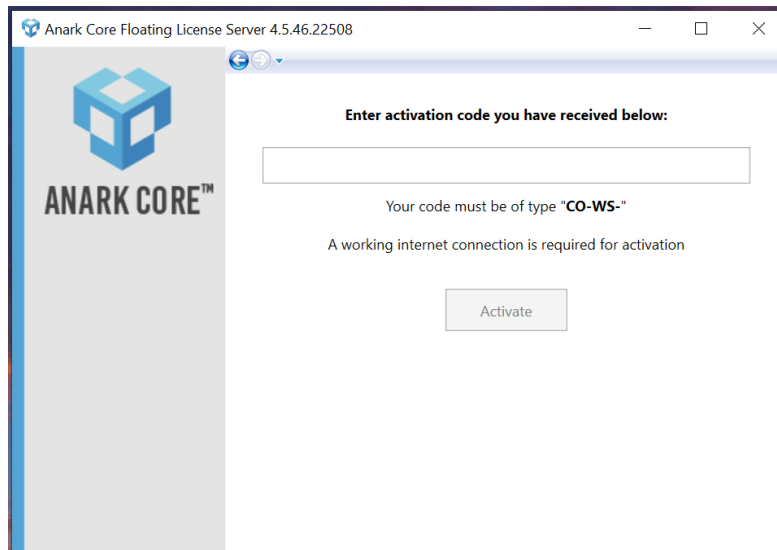 Anark Core Floating License Server 4.5.46.22508
Enter activation code you have received below:
Your code must be of type "CO-WS-"
ANARK CORE™
A working internet connection is required for activation
Activate